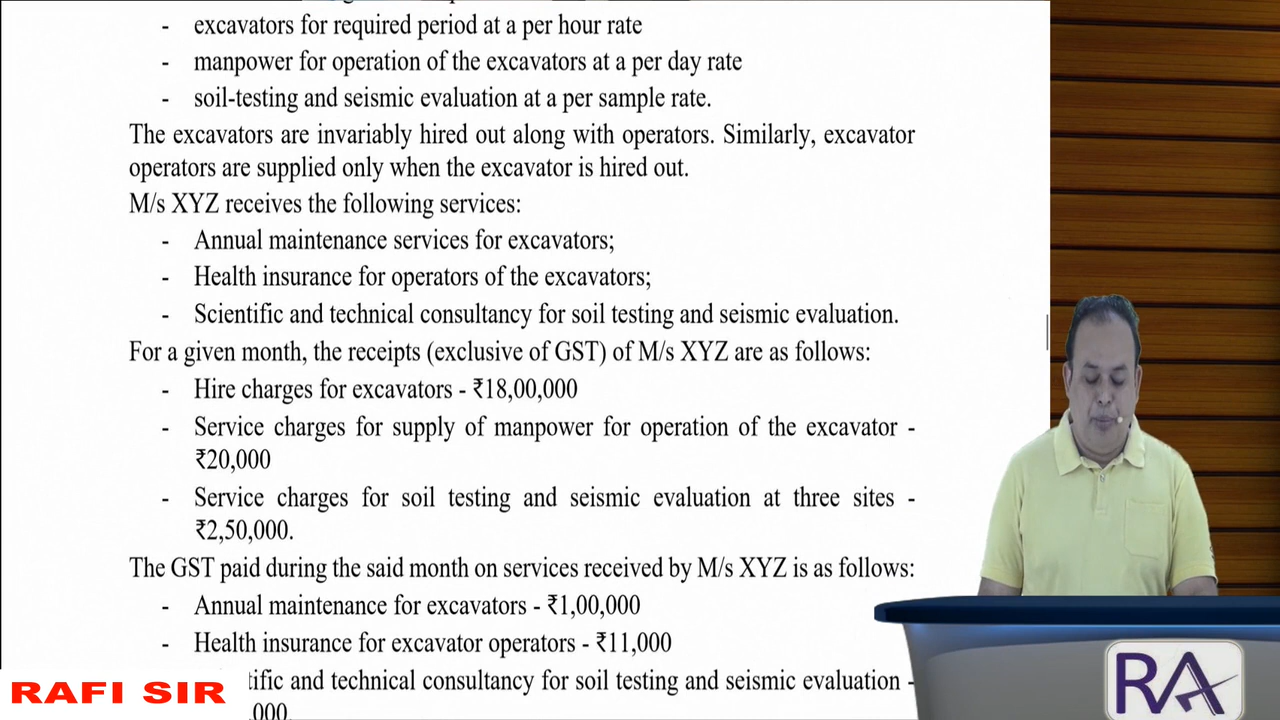 - excavators for required period at a per hour rate
- manpower for operation of the excavators at a per day rate
- soil-testing and seismic evaluation at a per sample rate.
The excavators are invariably hired out along with operators. Similarly, excavator
operators are supplied only when the excavator is hired out.
M/s XYZ receives the following services:
- Annual maintenance services for excavators;
- Health insurance for operators of the excavators;
- Scientific and technical consultancy for soil testing and seismic evaluation.
For a given month, the receipts (exclusive of GST) of M/s XYZ are as follows:
- Hire charges for excavators - ₹18,00,000
- Service charges for supply of manpower for operation of the excavator -
₹20,000
- Service charges for soil testing and seismic evaluation at three sites -
₹2,50,000.
The GST paid during the said month on services received by M/s XYZ is as follows:
- Annual maintenance for excavators - ₹1,00,000
- Health insurance for excavator operators - ₹11,000
tific and technical consultancy for soil testing and seismic evaluation -
,000.
RAFI SIR
RA